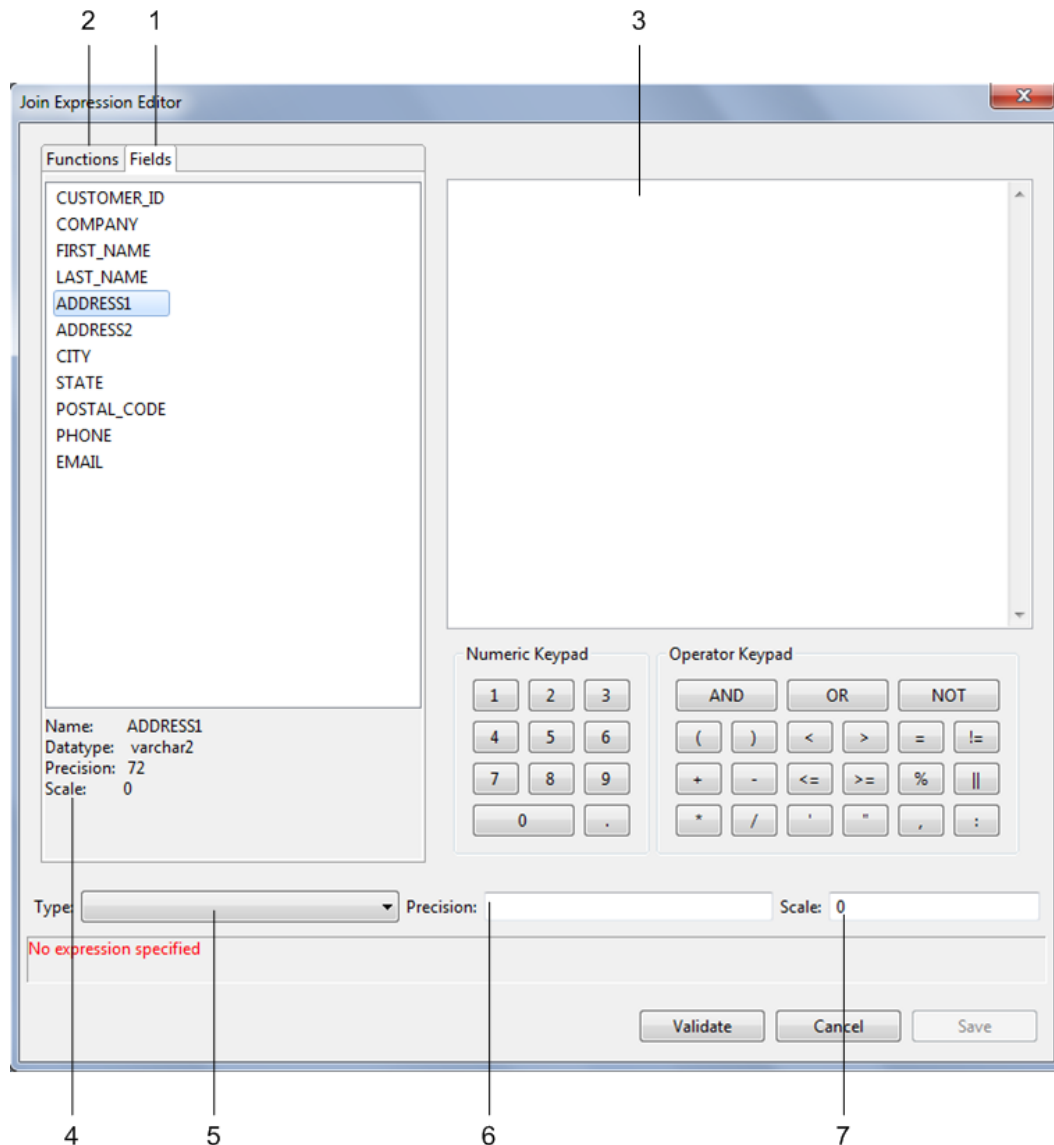 2 1 3
Join Expression Editor
Functions Fields
CUSTOMER_ID
COMPANY
FIRST_NAME
LAST_NAME
ADDRESS1
ADDRESS2
CITY
STATE
POSTAL_CODE
PHONE
EMAIL
Name: ADDRESS1
Datatype: varchar2
Precision: 72
Scale: 0
Numeric Keypad
1 2 3
4 5 6
7 8 9
0 .
Operator Keypad
AND OR NOT
( ) < > = !=
+ - <= >= % ||
* / ' " , :
Type: Precision: Scale: 0
No expression specified
Validate Cancel Save
4 5 6 7